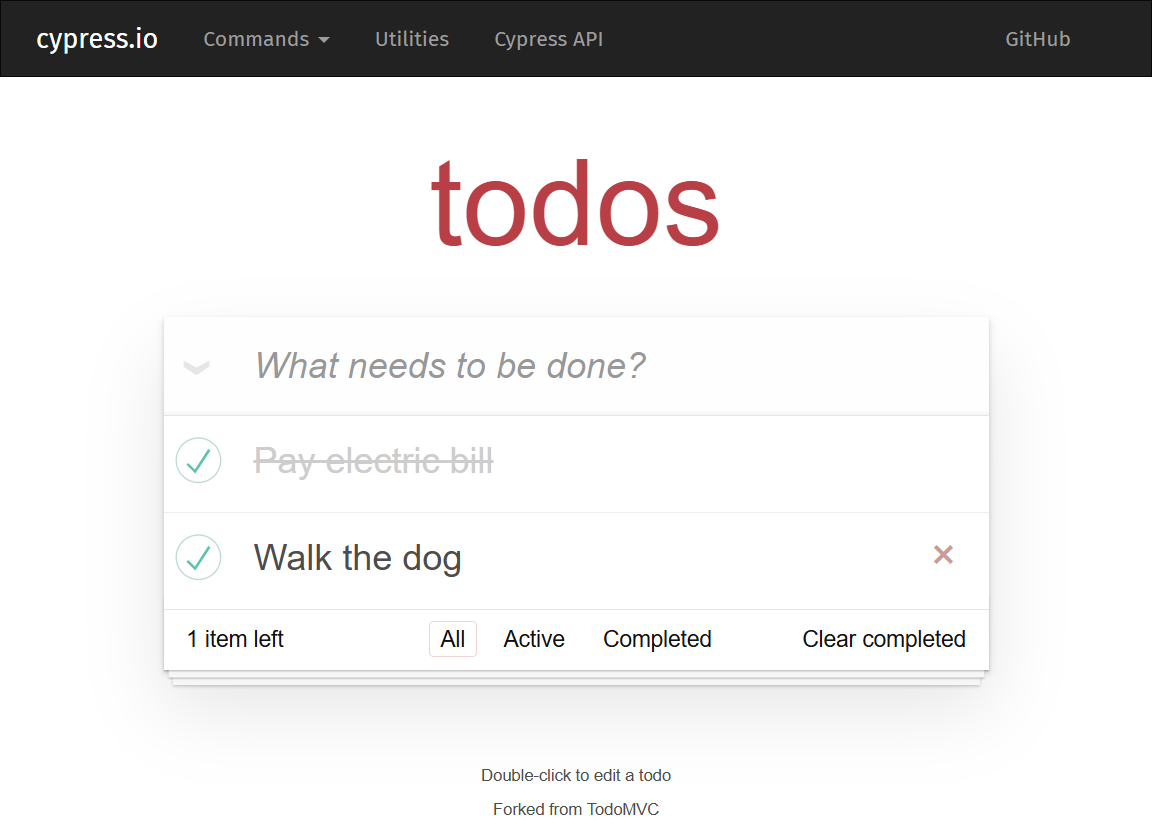 cypress.io Commands Utilities Cypress API GitHub
todos
What needs to be done?
Pay electric bill
Walk the dog
1 item left All Active Completed Clear completed
Double-click to edit a todo
Forked from TodoMVC